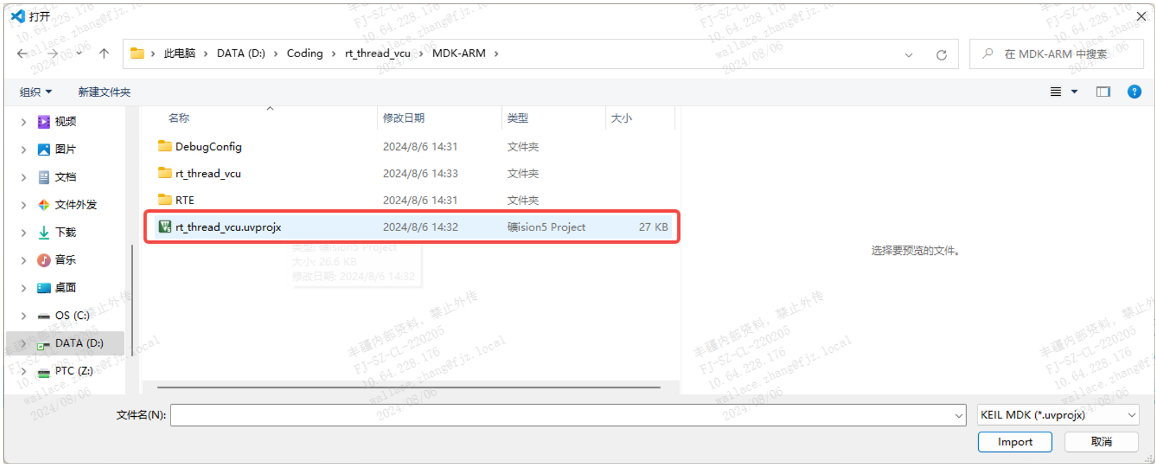 打开
此电脑 › DATA (D:) › Coding › rt_thread_vcu › MDK-ARM ›
在 MDK-ARM 中搜索
组织 新建文件夹
名称 修改日期 类型 大小
视频
图片
文档
文件外发
下载
音乐
桌面
OS (C:)
DATA (D:)
PTC (Z:)
DebugConfig 2024/8/6 14:31 文件夹
rt_thread_vcu 2024/8/6 14:33 文件夹
RTE 2024/8/6 14:31 文件夹
rt_thread_vcu.uvprojx 2024/8/6 14:32 礦ision5 Project 27 KB
类型: 礦ision5 Project
大小: 26.6 KB
修改日期: 2024/8/6 14:32
选择要预览的文件。
文件名(N):
KEIL MDK (*.uvprojx)
Import 取消
丰疆内部资料，禁止外传
FJ-SZ-CL-220205
10.64.228.176
wallace.zhang@fjz.local
2024/08/06